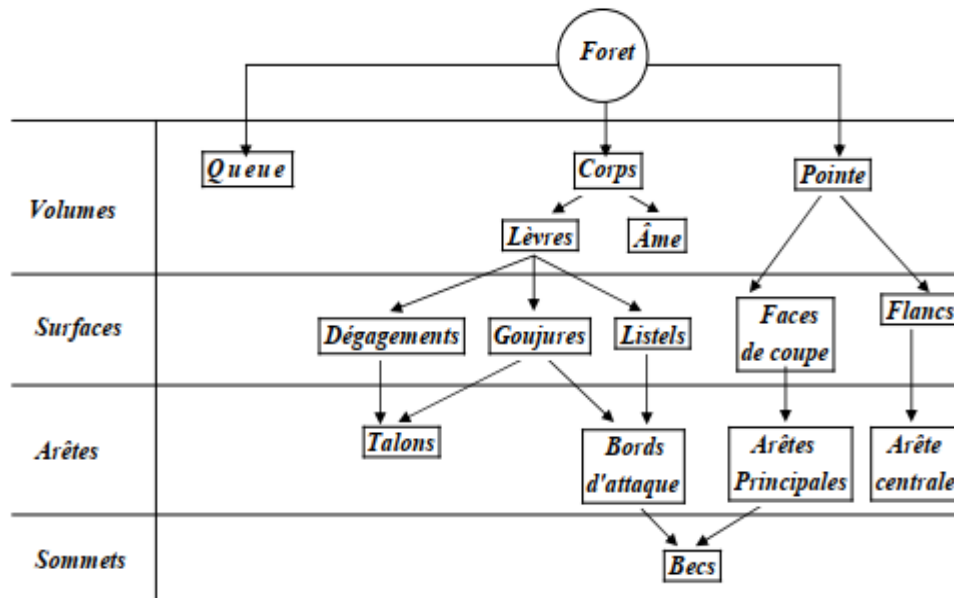 Foret
Queue
Corps
Pointe
Volumes
Lèvres
Âme
Surfaces
Dégagements
Goujures
Listels
Faces
de coupe
Flancs
Arêtes
Talons
Bords
d'attaque
Arêtes
Principales
Arête
centrale
Sommets
Becs